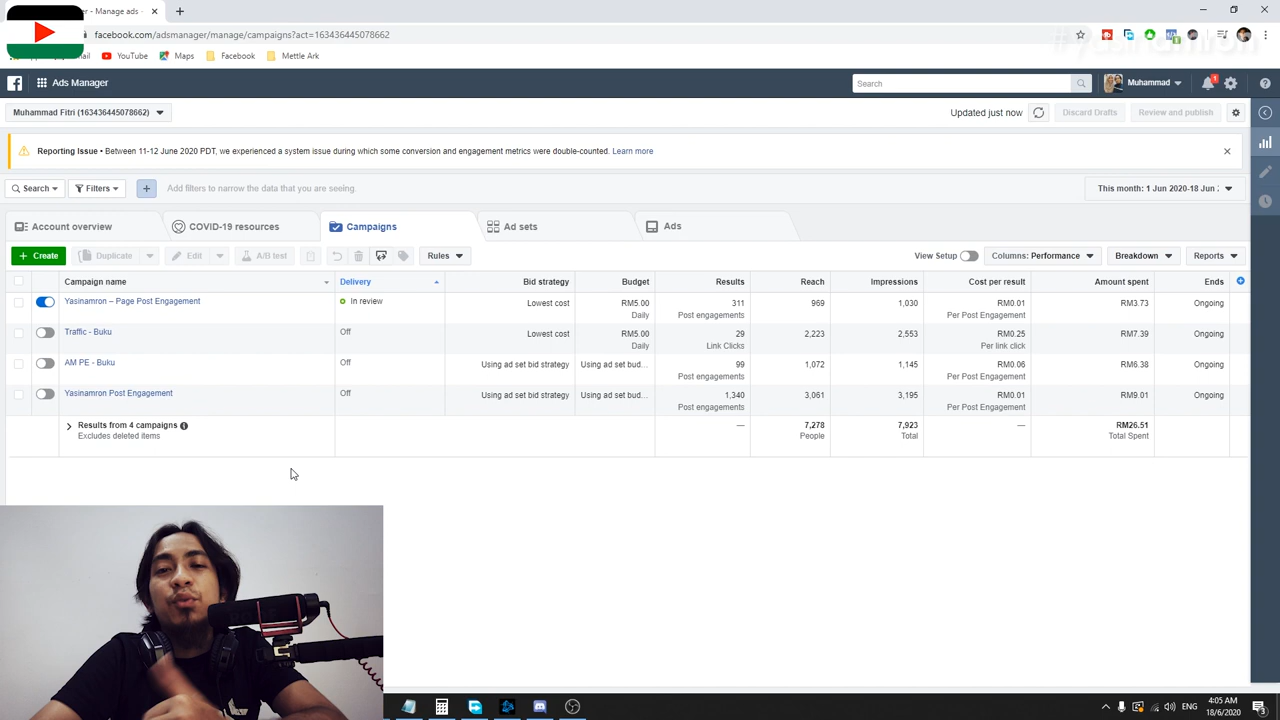 er - Manage ads -
facebook.com/adsmanager/manage/campaigns?act=163436445078662
YouTube
Maps
Facebook
Mettle Ark
Ads Manager
Search
Muhammad
1
Muhammad Fitri (163436445078662)
Updated just now
Discard Drafts
Review and publish
Reporting Issue • Between 11-12 June 2020 PDT, we experienced a system issue during which some conversion and engagement metrics were double-counted. Learn more
Search
Filters
Add filters to narrow the data that you are seeing.
This month: 1 Jun 2020-18 Jun
Account overview
COVID-19 resources
Campaigns
Ad sets
Ads
+ Create
Duplicate
Edit
A/B test
Rules
View Setup
Columns: Performance
Breakdown
Reports
Campaign name Delivery Bid strategy Budget Results Reach Impressions Cost per result Amount spent Ends
Yasinamron – Page Post Engagement In review Lowest cost RM5.00 311 969 1,030 RM0.01 RM3.73 Ongoing
Daily Post engagements Per Post Engagement
Traffic - Buku Off Lowest cost RM5.00 29 2,223 2,553 RM0.25 RM7.39 Ongoing
Daily Link Clicks Per link click
AM PE - Buku Off Using ad set bid strategy Using ad set bud... 99 1,072 1,145 RM0.06 RM6.38 Ongoing
Post engagements Per Post Engagement
Yasinamron Post Engagement Off Using ad set bid strategy Using ad set bud... 1,340 3,061 3,195 RM0.01 RM9.01 Ongoing
Post engagements Per Post Engagement
Results from 4 campaigns — 7,278 7,923 — RM26.51
Excludes deleted items People Total Total Spent
4:05 AM
ENG
18/6/2020
3